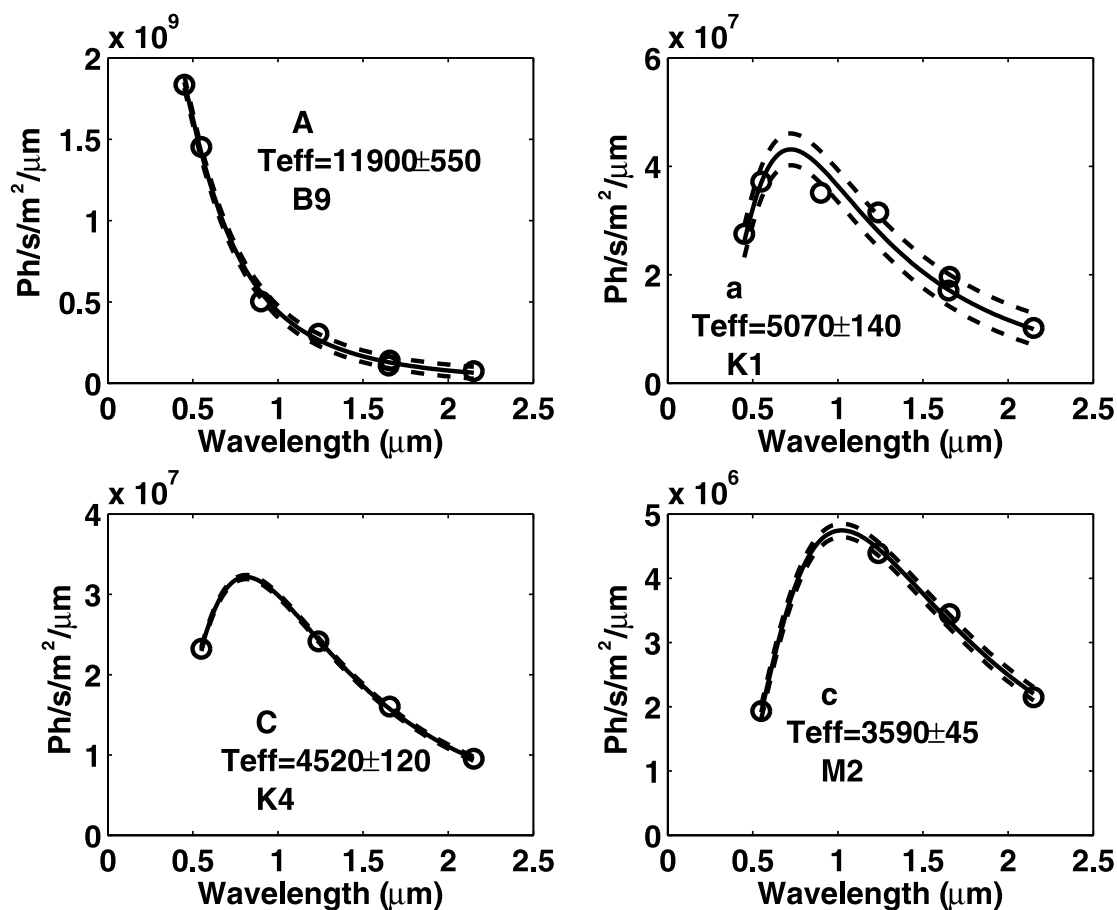 x 10^9
2
1.5
1
0.5
0
Ph/s/m²/μm
A
Teff=11900±550
B9
0 0.5 1 1.5 2 2.5
Wavelength (μm)
x 10^7
6
4
2
0
Ph/s/m²/μm
a
Teff=5070±140
K1
0 0.5 1 1.5 2 2.5
Wavelength (μm)
x 10^7
4
3
2
1
0
Ph/s/m²/μm
C
Teff=4520±120
K4
0 0.5 1 1.5 2 2.5
Wavelength (μm)
x 10^6
5
4
3
2
1
0
Ph/s/m²/μm
c
Teff=3590±45
M2
0 0.5 1 1.5 2 2.5
Wavelength (μm)